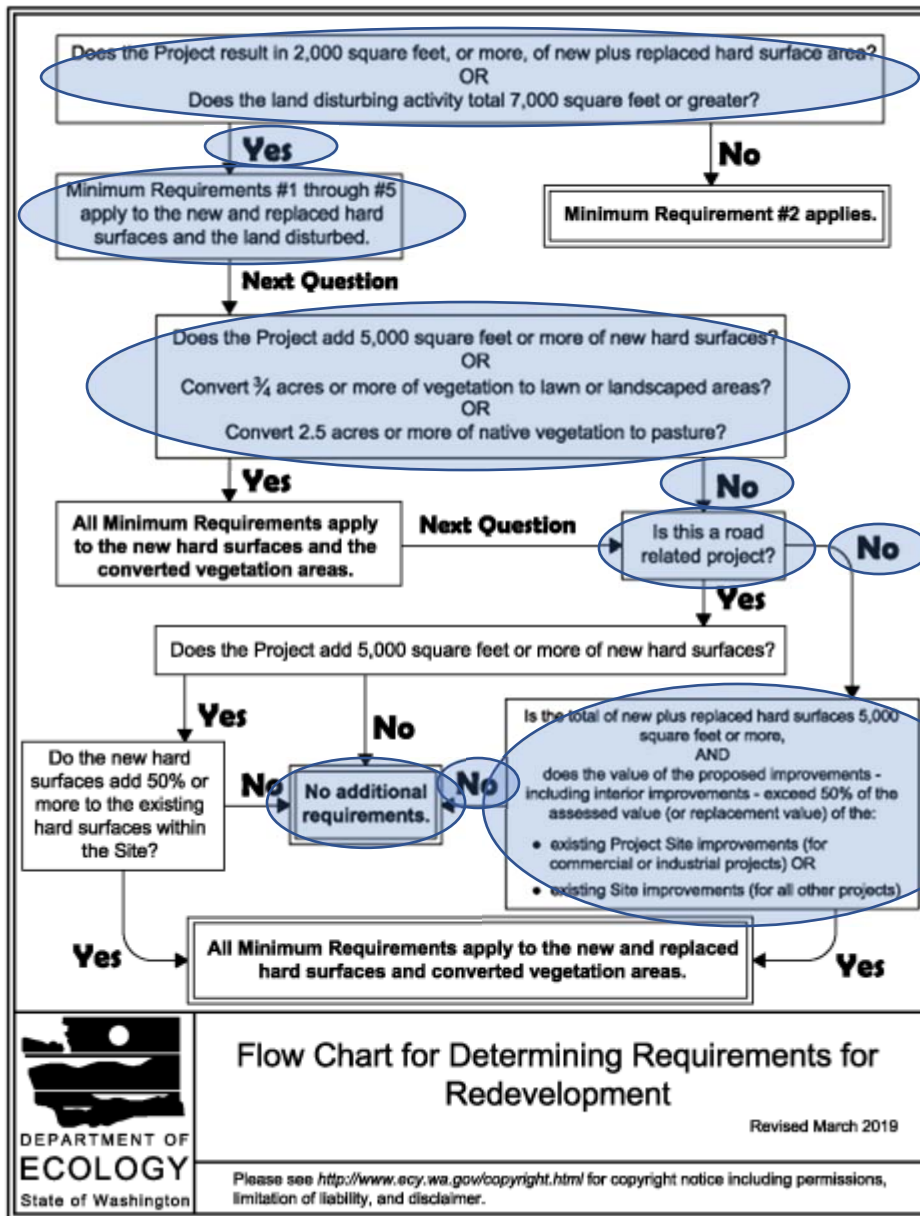 Does the Project result in 2,000 square feet, or more, of new plus replaced hard surface area?
OR
Does the land disturbing activity total 7,000 square feet or greater?
Yes
No
Minimum Requirements #1 through #5
apply to the new and replaced hard
surfaces and the land disturbed.
Minimum Requirement #2 applies.
Next Question
Does the Project add 5,000 square feet or more of new hard surfaces?
OR
Convert ¾ acres or more of vegetation to lawn or landscaped areas?
OR
Convert 2.5 acres or more of native vegetation to pasture?
Yes
No
All Minimum Requirements apply
to the new hard surfaces and the
converted vegetation areas.
Next Question
Is this a road
related project?
No
Yes
Does the Project add 5,000 square feet or more of new hard surfaces?
Yes
No
Do the new hard
surfaces add 50% or
more to the existing
hard surfaces within
the Site?
No
No additional
requirements.
No
Is the total of new plus replaced hard surfaces 5,000
square feet or more,
AND
does the value of the proposed improvements -
including interior improvements - exceed 50% of the
assessed value (or replacement value) of the:
• existing Project Site improvements (for
commercial or industrial projects) OR
• existing Site improvements (for all other projects)
Yes
All Minimum Requirements apply to the new and replaced
hard surfaces and converted vegetation areas.
Yes
DEPARTMENT OF
ECOLOGY
State of Washington
Flow Chart for Determining Requirements for
Redevelopment
Revised March 2019
Please see http://www.ecy.wa.gov/copyright.html for copyright notice including permissions,
limitation of liability, and disclaimer.